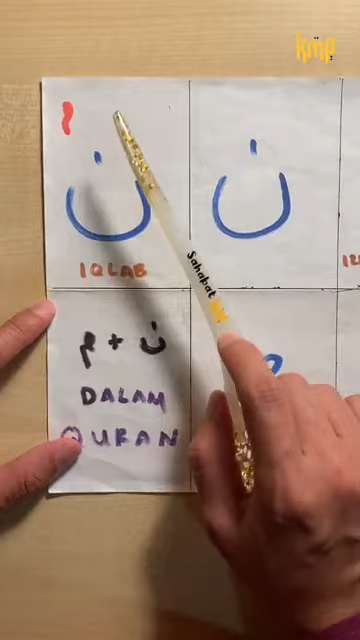 kmp
ن
ن
IQLAB
Sahabat
م + ن
DALAM
QURAN